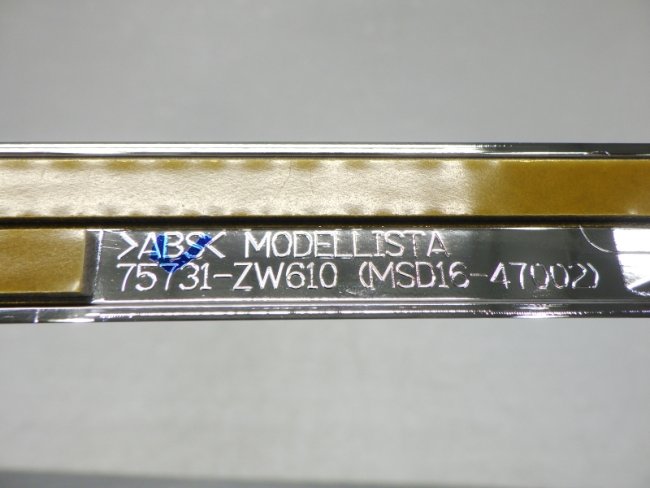 >ABS< MODELLISTA
75731-ZW610 (MSD16-47002)